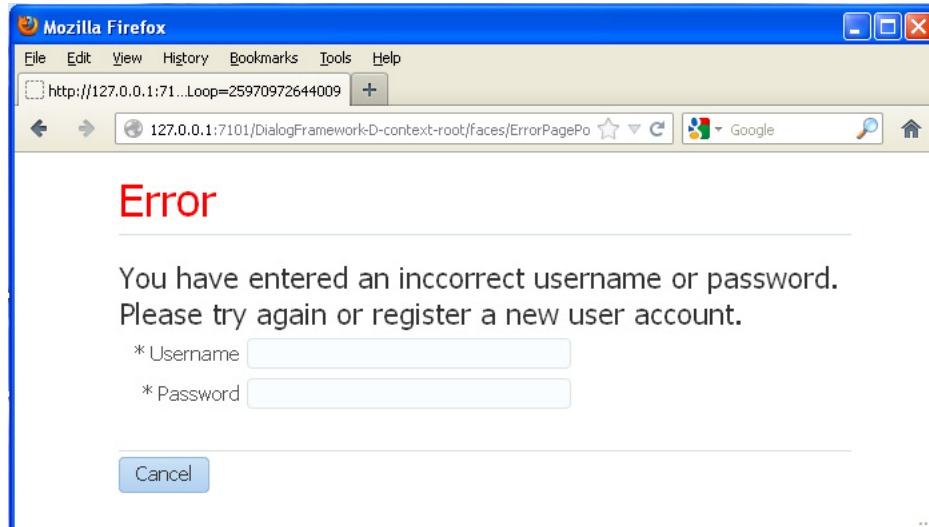 Mozilla Firefox
File Edit View History Bookmarks Tools Help
http://127.0.0.1:71...Loop=25970972644009 +
127.0.0.1:7101/DialogFramework-D-context-root/faces/ErrorPagePo Google
Error
You have entered an inccorrect username or password.
Please try again or register a new user account.
* Username
* Password
Cancel